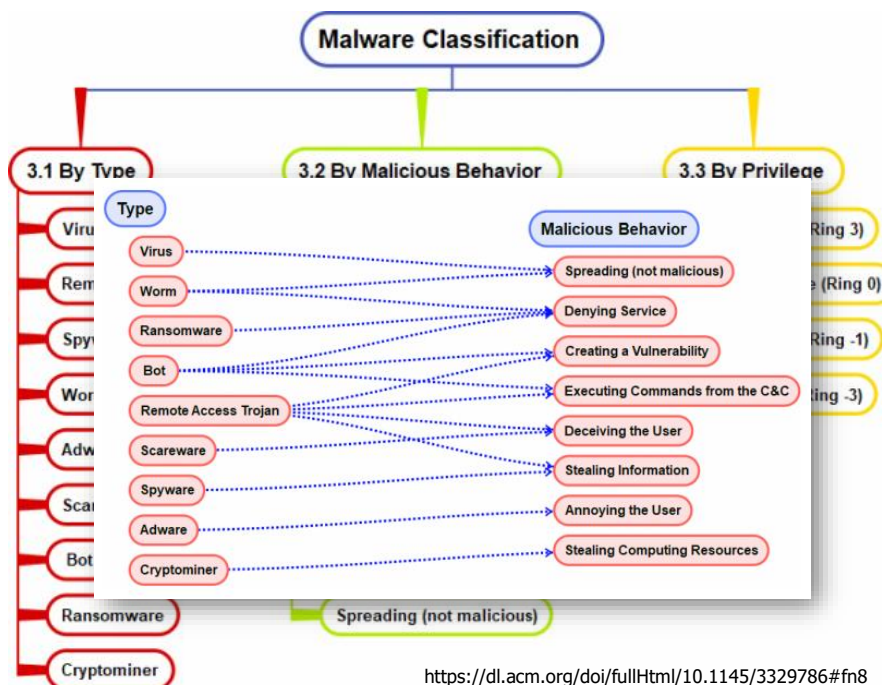 Malware Classification
3.1 By Type
3.2 By Malicious Behavior
3.3 By Privilege
Type
Malicious Behavior
Virus
Worm
Ransomware
Bot
Remote Access Trojan
Scareware
Spyware
Adware
Cryptominer
Spreading (not malicious)
Denying Service
Creating a Vulnerability
Executing Commands from the C&C
Deceiving the User
Stealing Information
Annoying the User
Stealing Computing Resources
Ring 3)
(Ring 0)
Ring -1)
Ring -3)
Bot
Ransomware
Cryptominer
Spreading (not malicious)
https://dl.acm.org/doi/fullHtml/10.1145/3329786#fn8